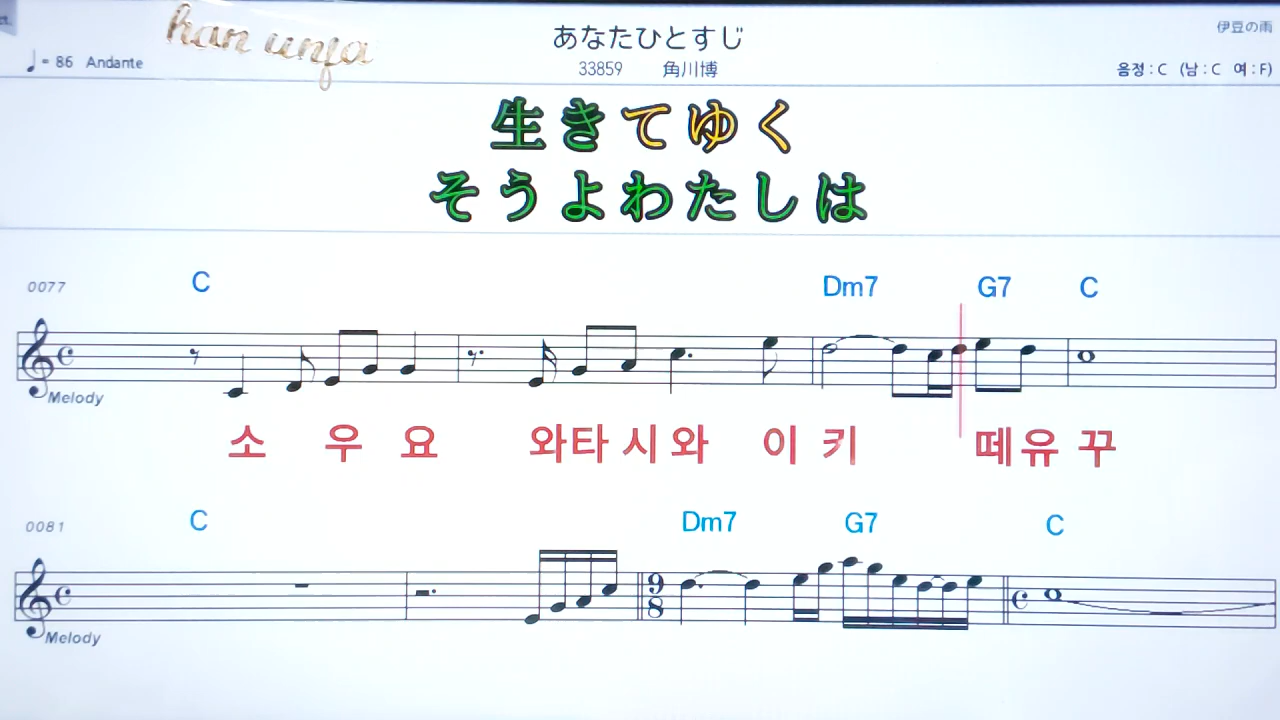 han unja
あなたひとすじ
伊豆の雨
♩= 86 Andante
33859 角川博
음정 : C (남 : C 여 : F)
生きてゆく
そうよわたしは
0077 C Dm7 G7 C
Melody
소 우 요 와타 시 와 이 키 떼유 꾸
0081 C Dm7 G7 C
9
8
Melody